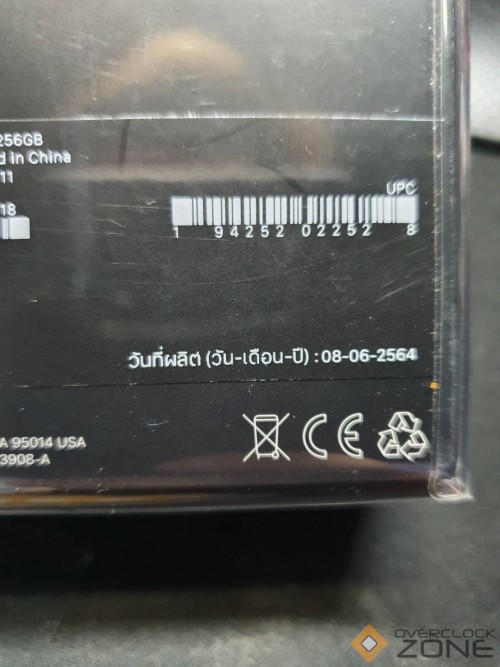 256GB
d in China
11
18
UPC
1 94252 02252 8
วันที่ผลิต (วัน-เดือน-ปี) : 08-06-2564
A 95014 USA
3908-A
OVERCLOCK
ZONE